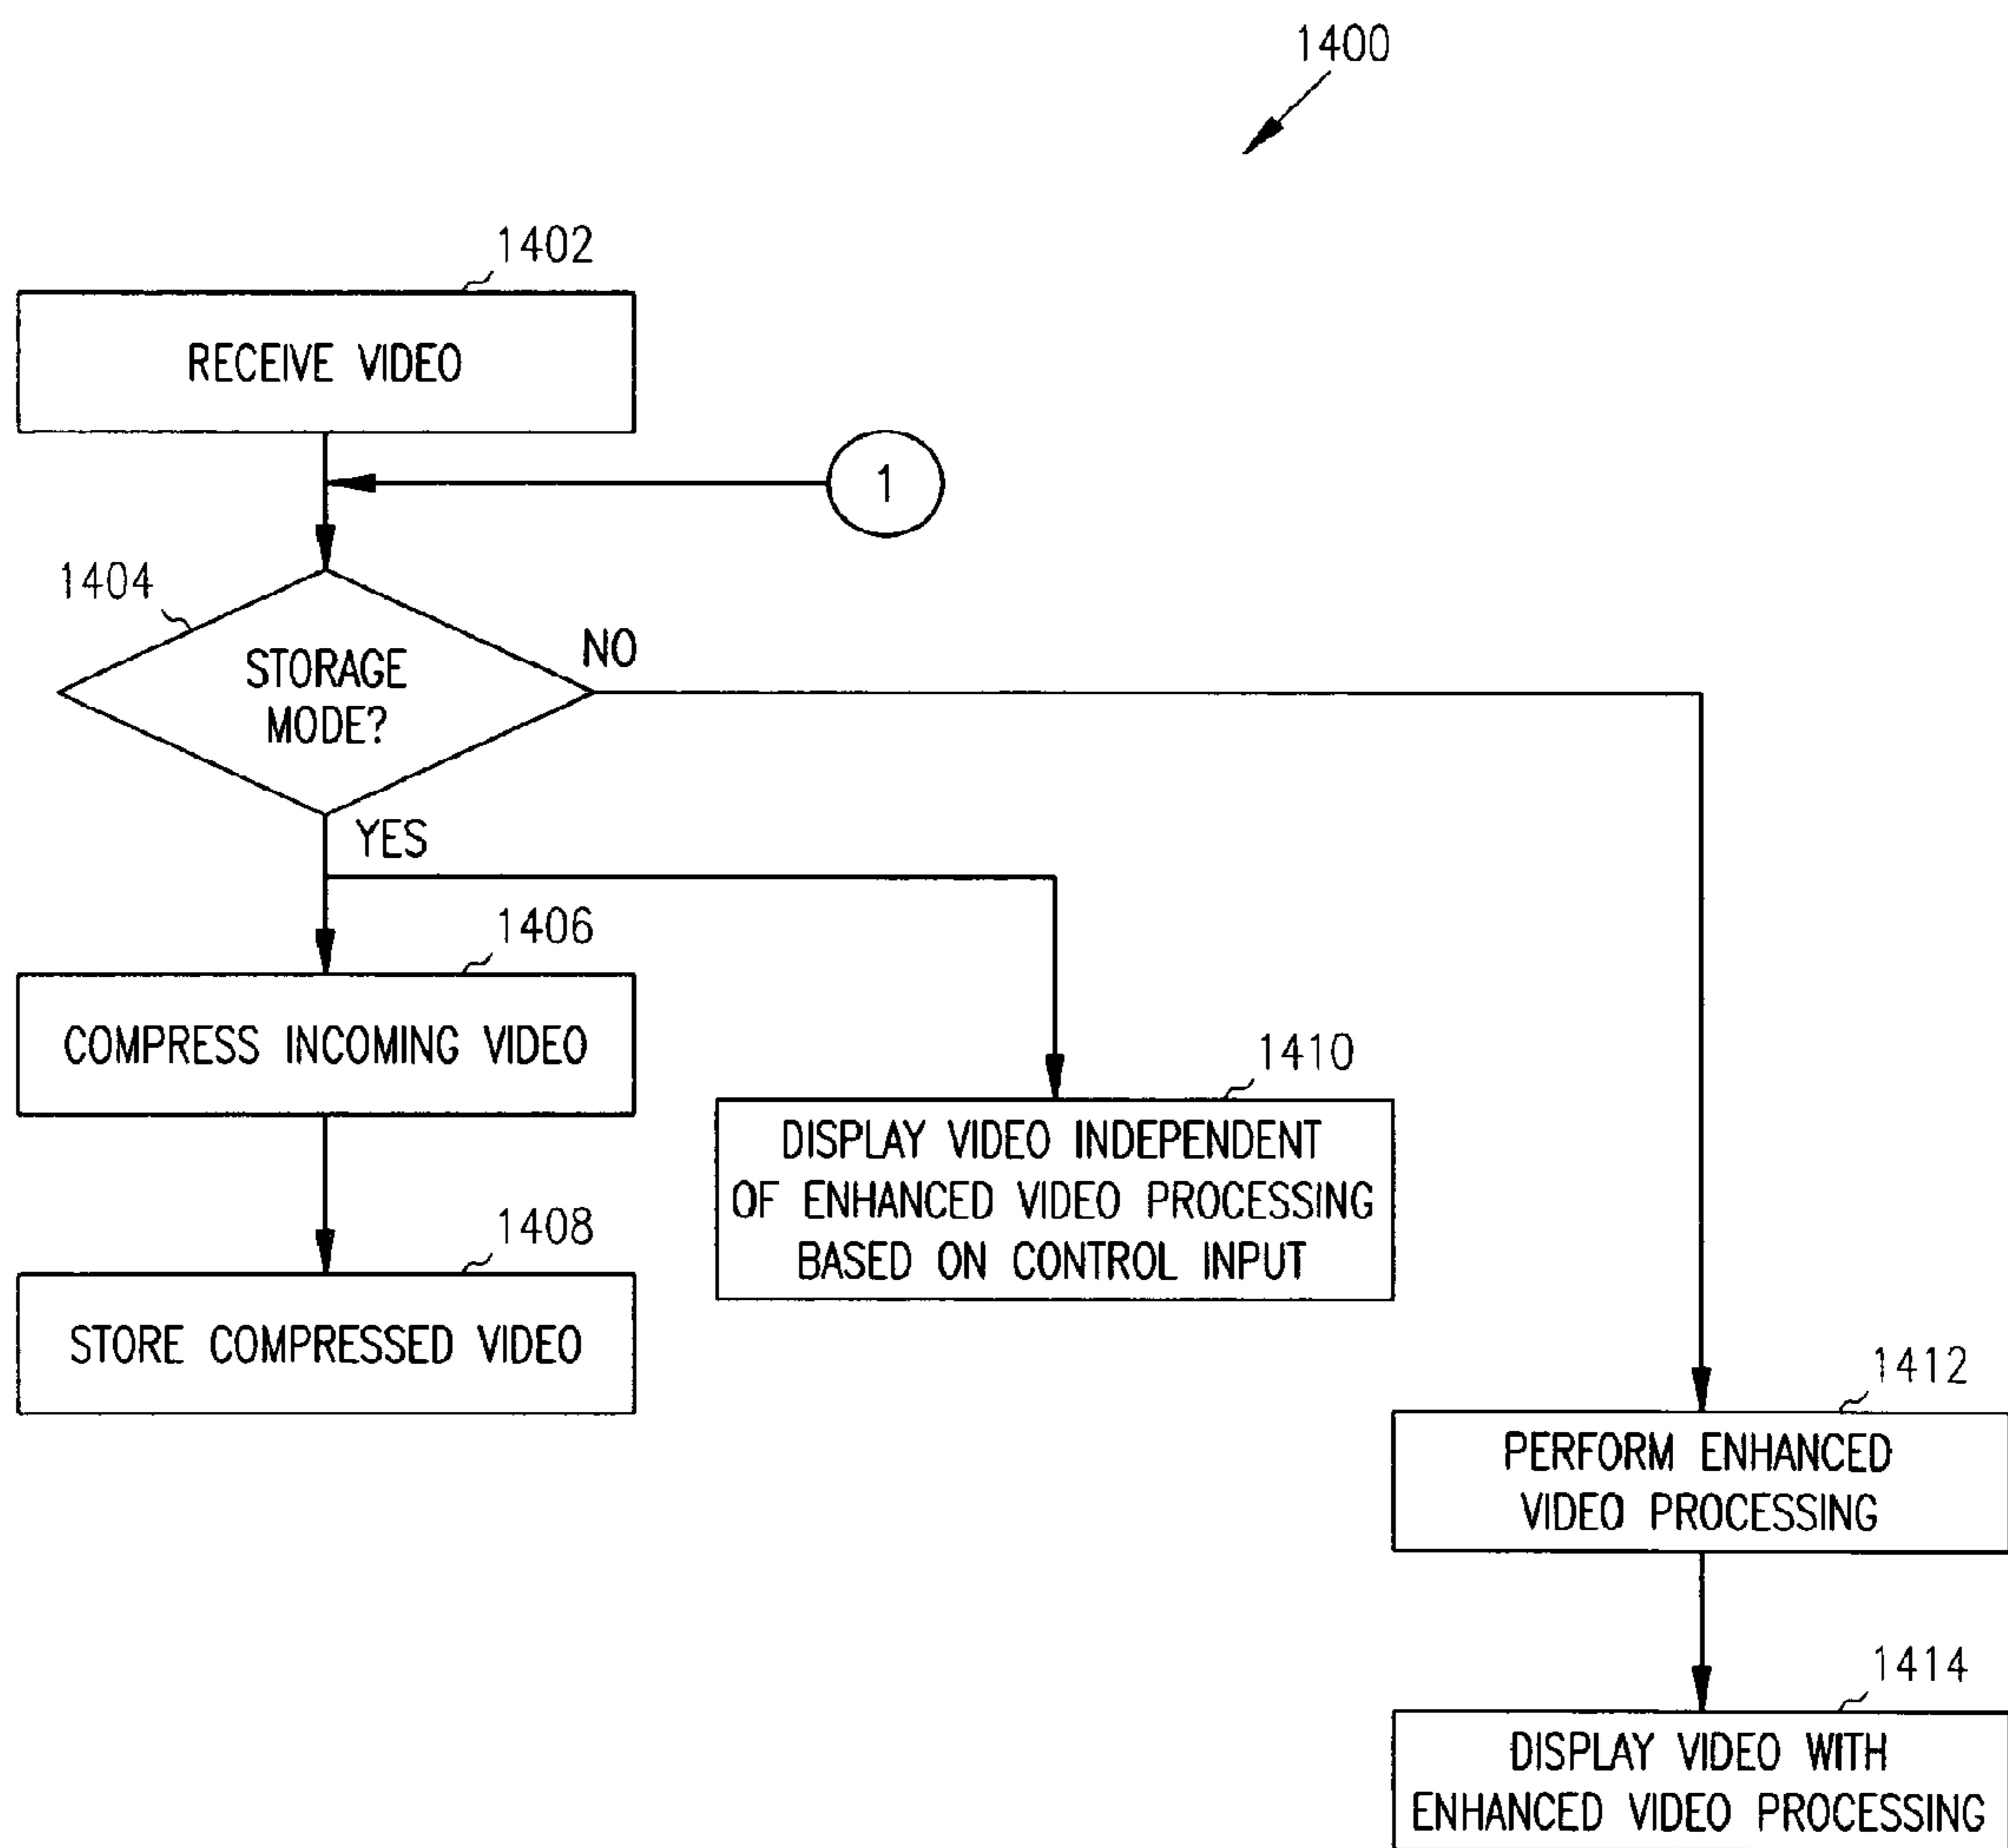 1400
1402
RECEIVE VIDEO
1
1404
STORAGE
MODE?
NO
YES
1406
COMPRESS INCOMING VIDEO
1408
STORE COMPRESSED VIDEO
1410
DISPLAY VIDEO INDEPENDENT
OF ENHANCED VIDEO PROCESSING
BASED ON CONTROL INPUT
1412
PERFORM ENHANCED
VIDEO PROCESSING
1414
DISPLAY VIDEO WITH
ENHANCED VIDEO PROCESSING